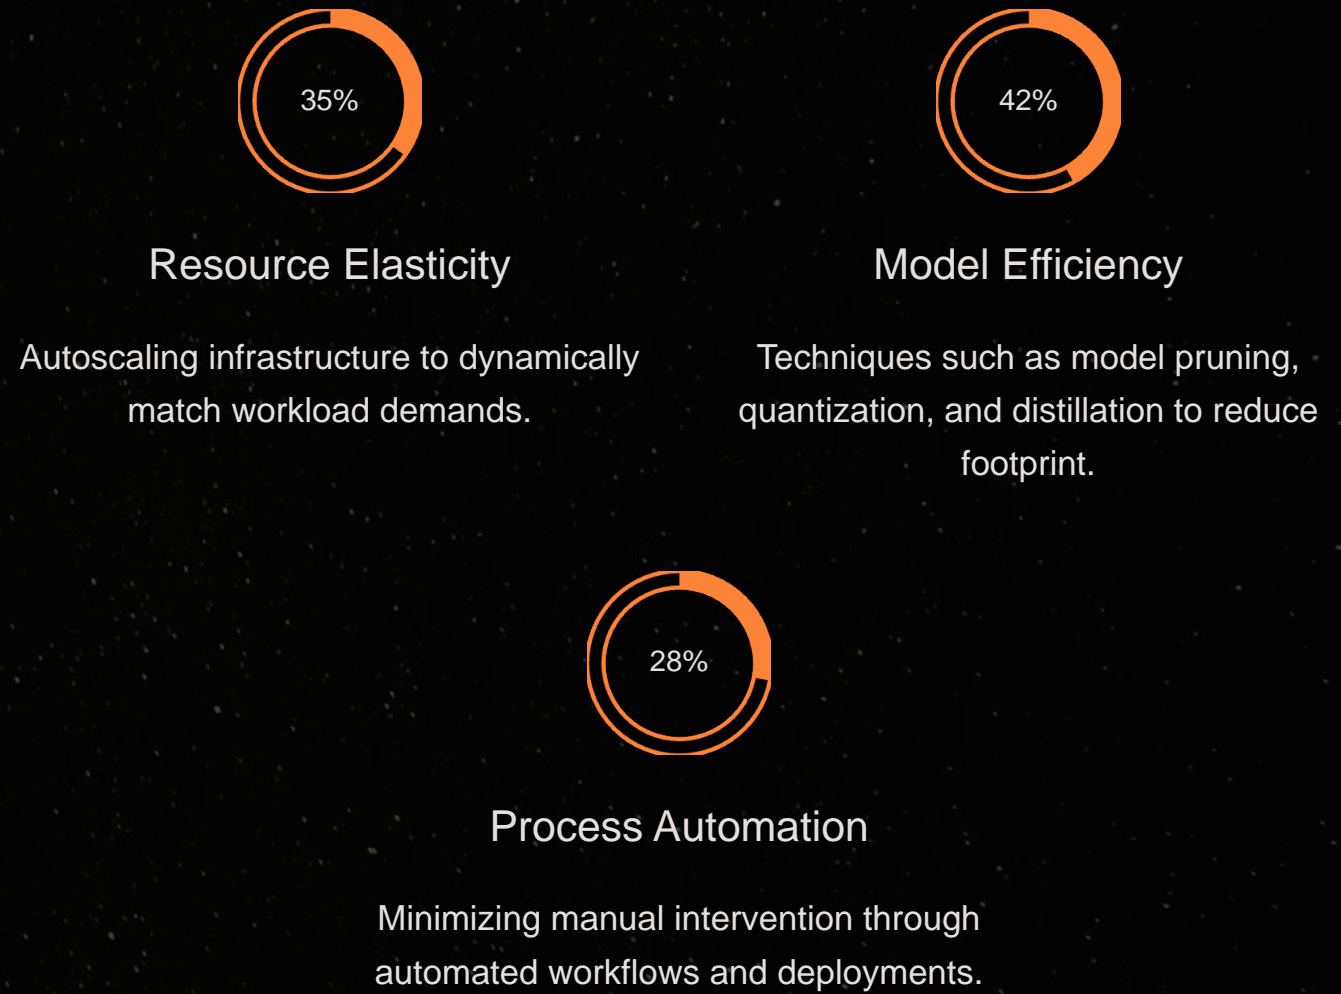 35%
Resource Elasticity
Autoscaling infrastructure to dynamically
match workload demands.
42%
Model Efficiency
Techniques such as model pruning,
quantization, and distillation to reduce
footprint.
28%
Process Automation
Minimizing manual intervention through
automated workflows and deployments.